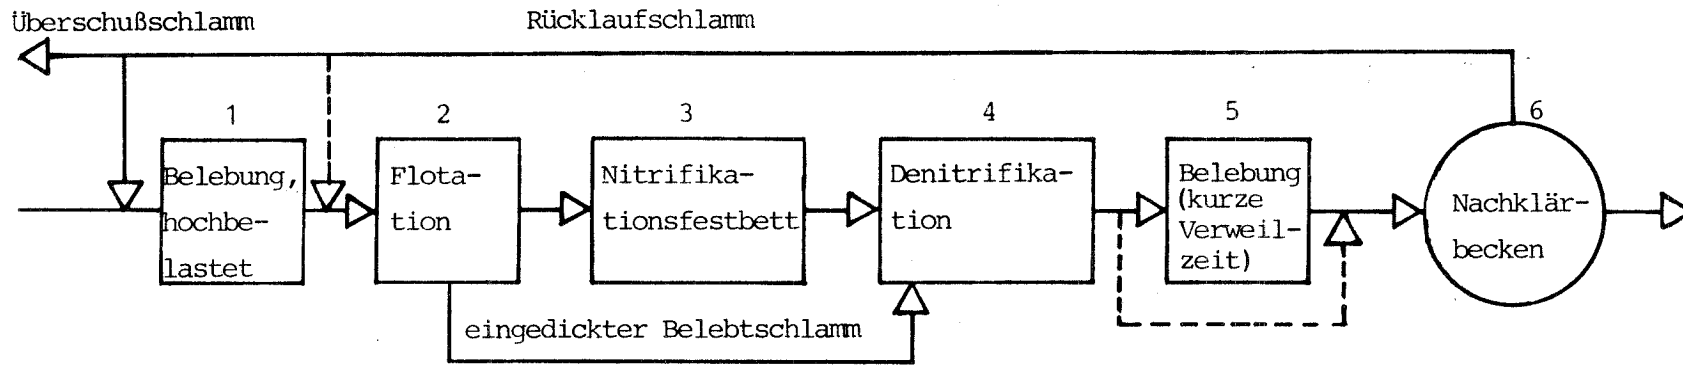 Überschußschlamm
Rücklaufschlamm
1
2
3
4
5
6
Belebung,
hochbe-
lastet
Flota-
tion
Nitrifika-
tionsfestbett
Denitrifika-
tion
Belebung
(kurze
Verweil-
zeit)
Nachklär-
becken
eingedickter Belebtschlamm